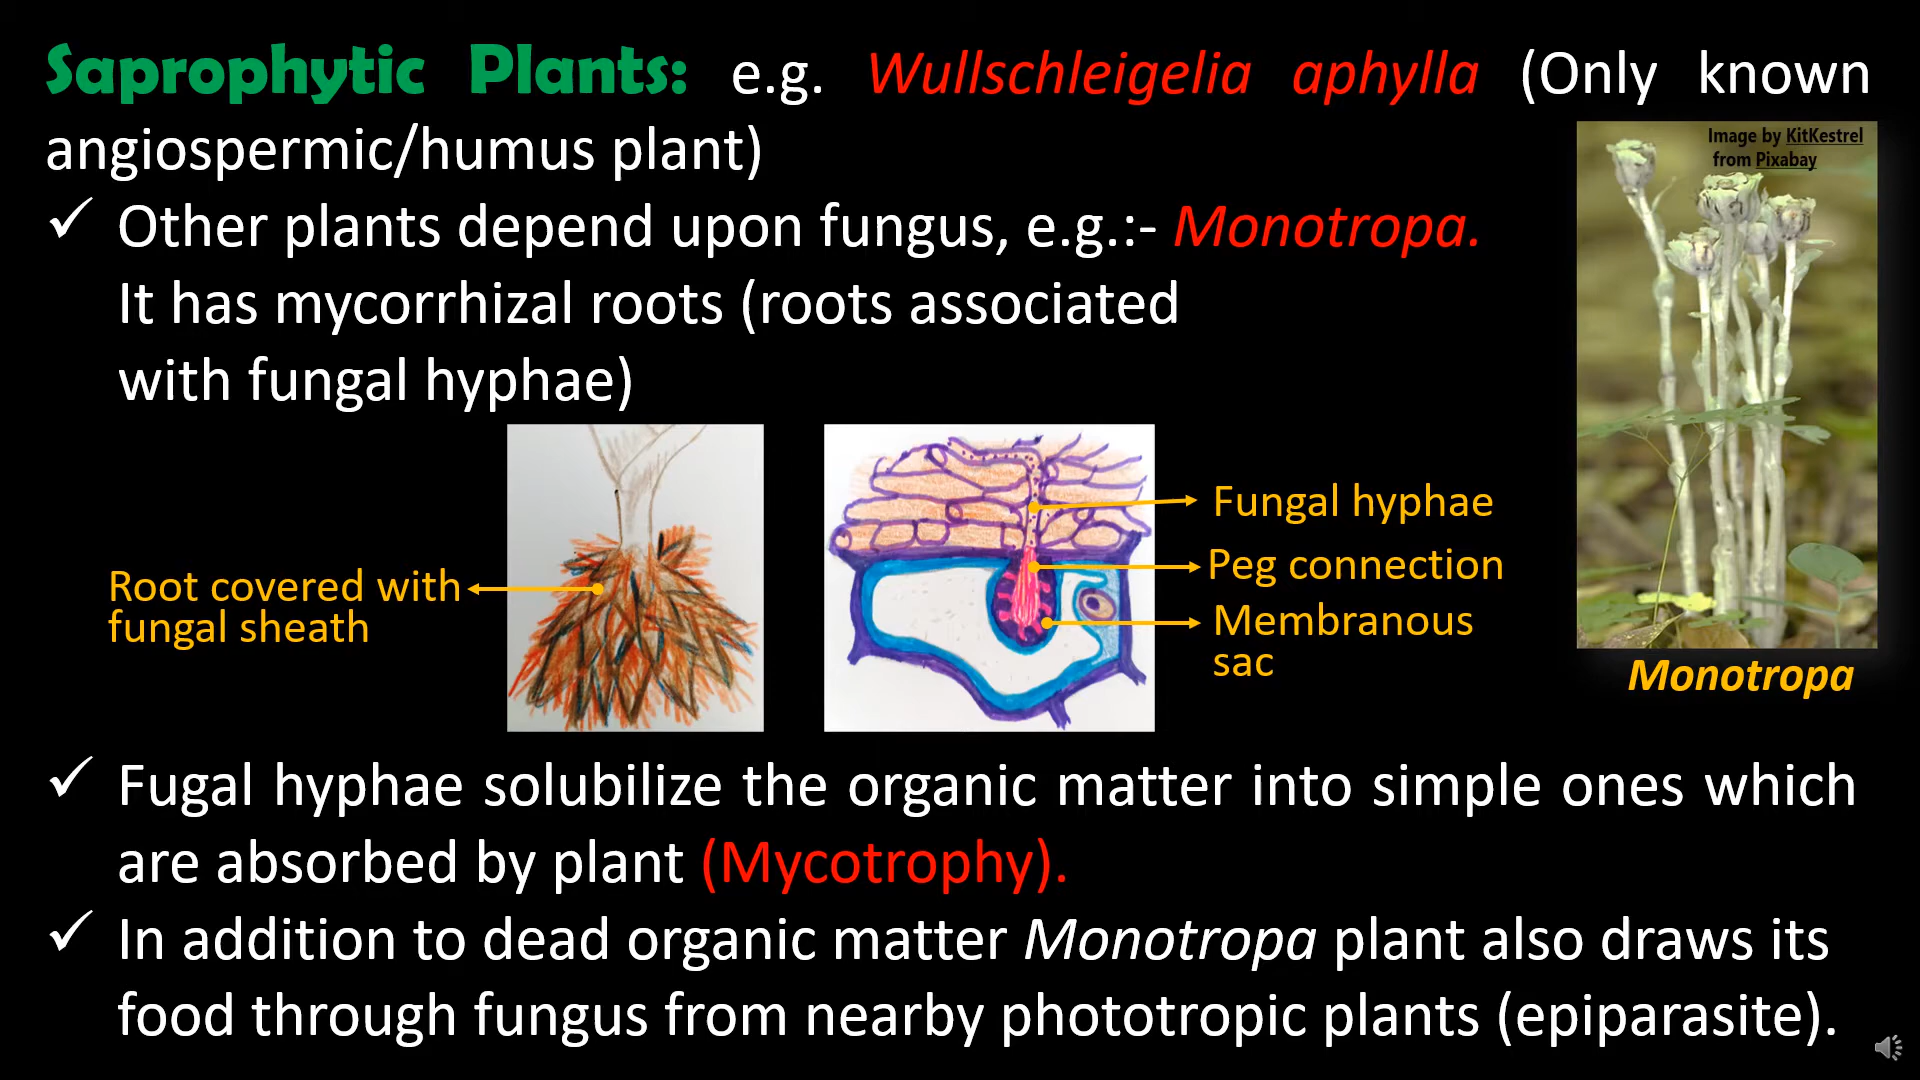 Saprophytic Plants: e.g. Wullschleigelia aphylla (Only known
angiospermic/humus plant)
Image by KitKestrel
from Pixabay
✓ Other plants depend upon fungus, e.g.:- Monotropa.
It has mycorrhizal roots (roots associated
with fungal hyphae)
Root covered with
fungal sheath
Fungal hyphae
Peg connection
Membranous
sac
Monotropa
✓ Fugal hyphae solubilize the organic matter into simple ones which
are absorbed by plant (Mycotrophy).
✓ In addition to dead organic matter Monotropa plant also draws its
food through fungus from nearby phototropic plants (epiparasite).